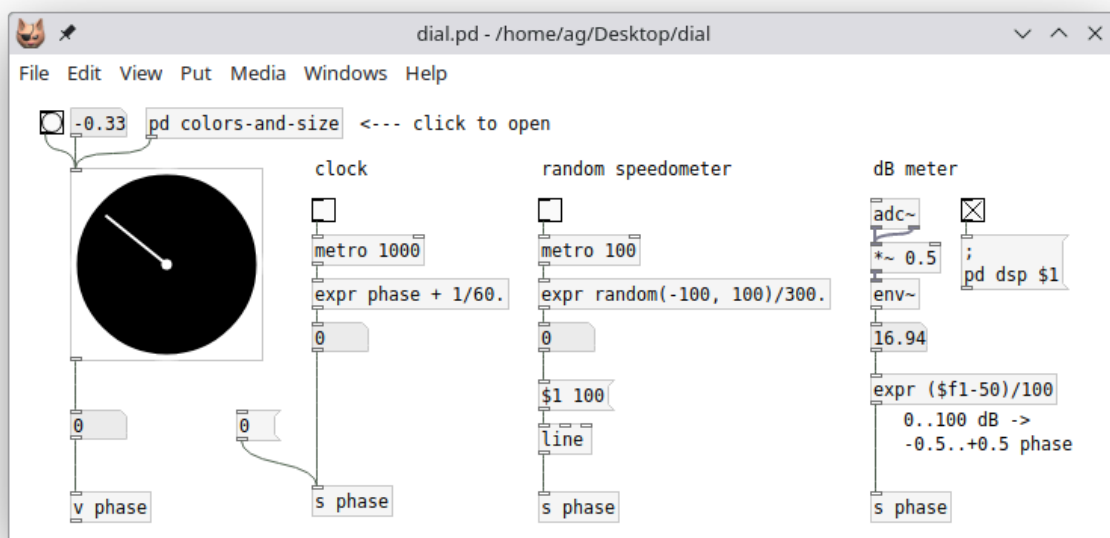 dial.pd - /home/ag/Desktop/dial
File Edit View Put Media Windows Help
-0.33
pd colors-and-size
<--- click to open
clock
metro 1000
expr phase + 1/60.
0
random speedometer
metro 100
expr random(-100, 100)/300.
0
$1 100
line
s phase
dB meter
adc~
*~ 0.5
env~
16.94
;
pd dsp $1
expr ($f1-50)/100
0..100 dB ->
-0.5..+0.5 phase
s phase
0
v phase
0
s phase